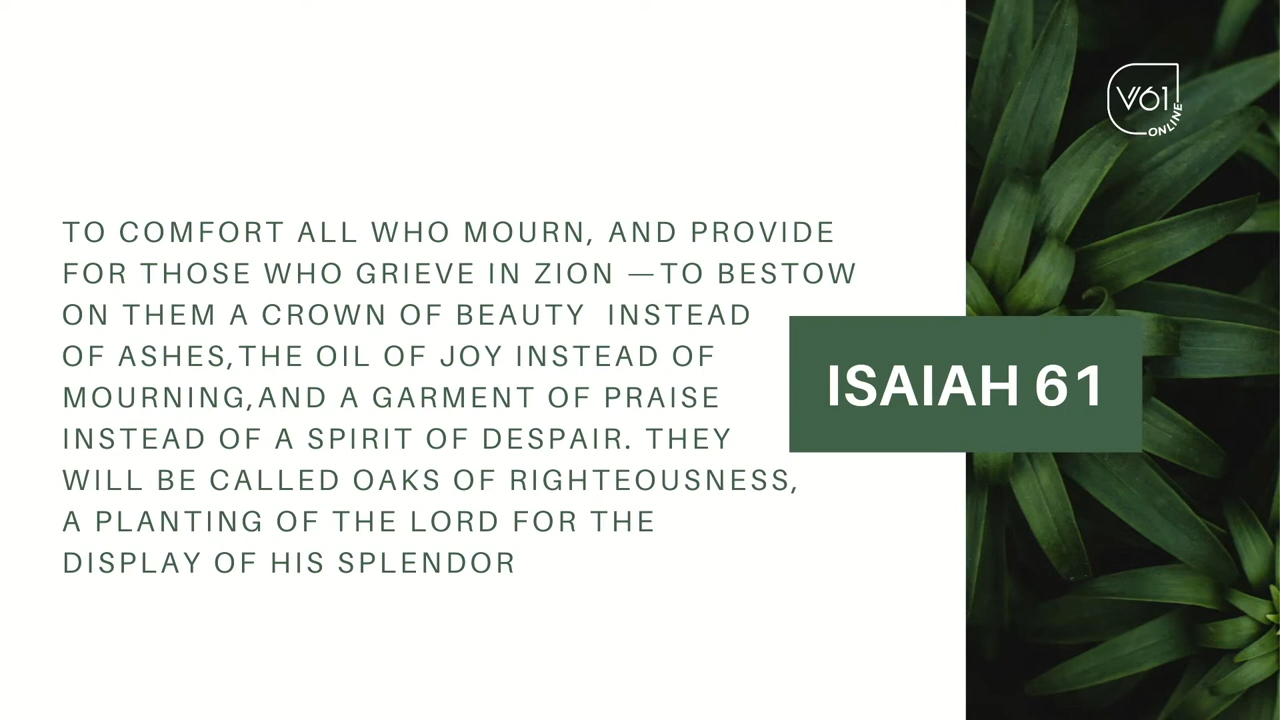 V61
ONLINE
TO COMFORT ALL WHO MOURN, AND PROVIDE
FOR THOSE WHO GRIEVE IN ZION —TO BESTOW
ON THEM A CROWN OF BEAUTY  INSTEAD
OF ASHES,THE OIL OF JOY INSTEAD OF
MOURNING,AND A GARMENT OF PRAISE
INSTEAD OF A SPIRIT OF DESPAIR. THEY
WILL BE CALLED OAKS OF RIGHTEOUSNESS,
A PLANTING OF THE LORD FOR THE
DISPLAY OF HIS SPLENDOR
ISAIAH 61